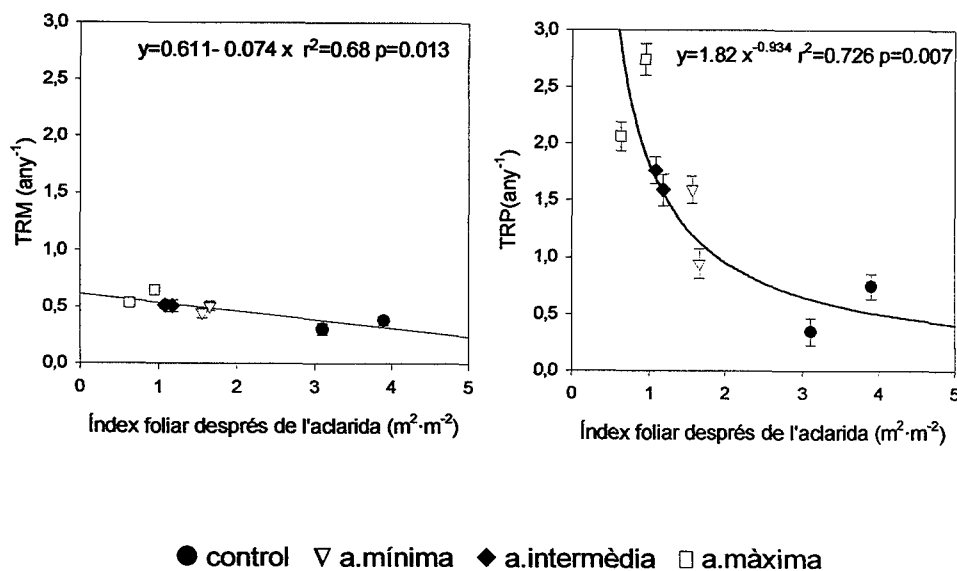 y=0.611- 0.074 x r²=0.68 p=0.013
3,0
2,5
2,0
1,5
1,0
0,5
0,0
TRM (any⁻¹)
0 1 2 3 4 5
Índex foliar després de l'aclarida (m²·m⁻²)
y=1.82 x⁻⁰·⁹³⁴ r²=0.726 p=0.007
3,0
2,5
2,0
1,5
1,0
0,5
0,0
TRP(any⁻¹)
0 1 2 3 4 5
Índex foliar després de l'aclarida (m²·m⁻²)
control a.mínima a.intermèdia a.màxima